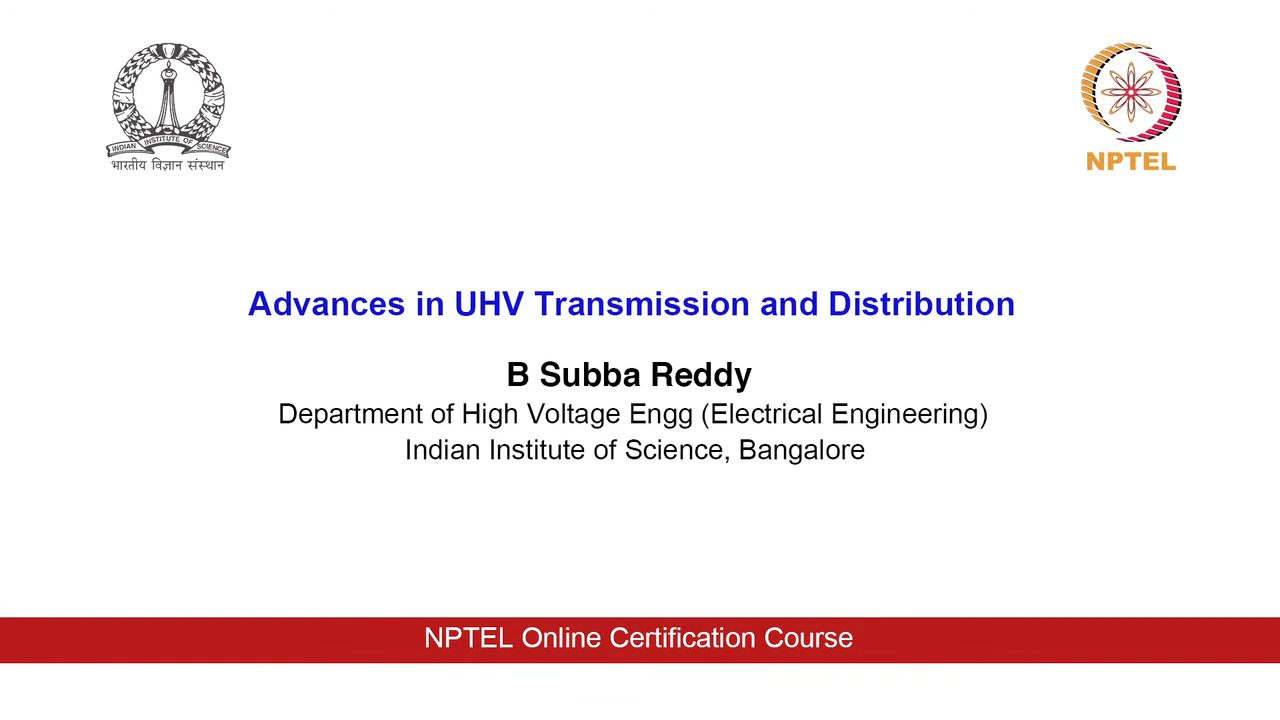 INDIAN INSTITUTE OF SCIENCE
भारतीय विज्ञान संस्थान
NPTEL
Advances in UHV Transmission and Distribution
B Subba Reddy
Department of High Voltage Engg (Electrical Engineering)
Indian Institute of Science, Bangalore
NPTEL Online Certification Course